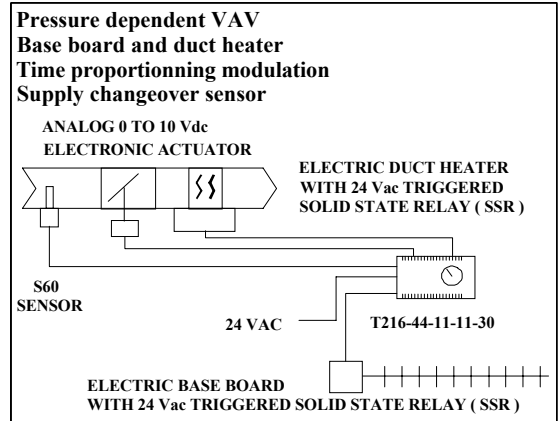 Pressure dependent VAV
Base board and duct heater
Time proportionning modulation
Supply changeover sensor
ANALOG 0 TO 10 Vdc
ELECTRONIC ACTUATOR
ELECTRIC DUCT HEATER
WITH 24 Vac TRIGGERED
SOLID STATE RELAY ( SSR )
S60
SENSOR
24 VAC
T216-44-11-11-30
ELECTRIC BASE BOARD
WITH 24 Vac TRIGGERED SOLID STATE RELAY ( SSR )